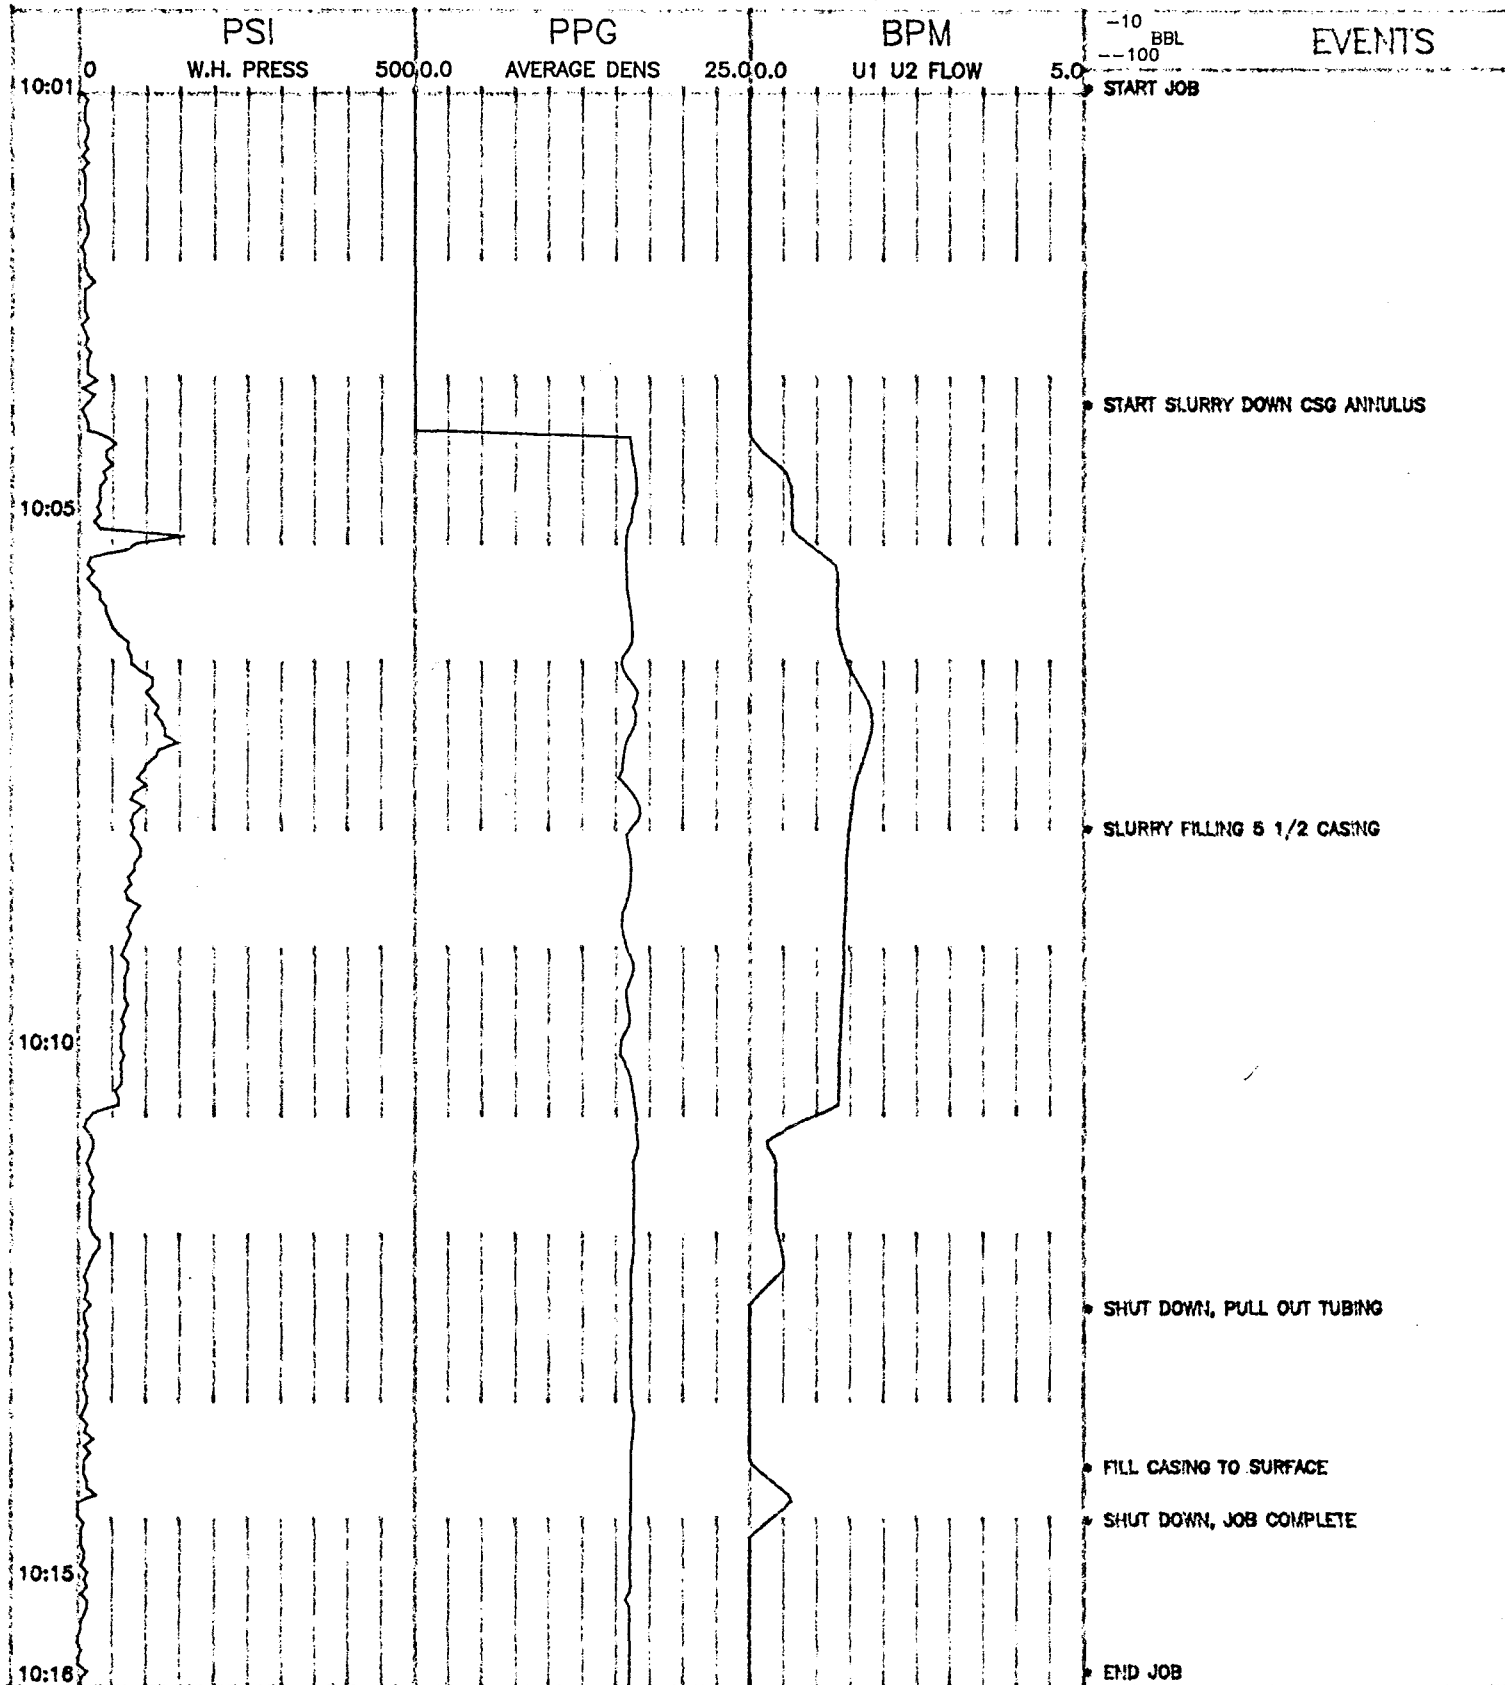 PSI PPG BPM -10 BBL --100 EVENTS
0 W.H. PRESS 500 0.0 AVERAGE DENS 25.0 0.0 U1 U2 FLOW 5.0
10:01 START JOB
START SLURRY DOWN CSG ANNULUS
10:05
SLURRY FILLING 5 1/2 CASING
10:10
SHUT DOWN, PULL OUT TUBING
FILL CASING TO SURFACE
SHUT DOWN, JOB COMPLETE
10:15
10:16 END JOB